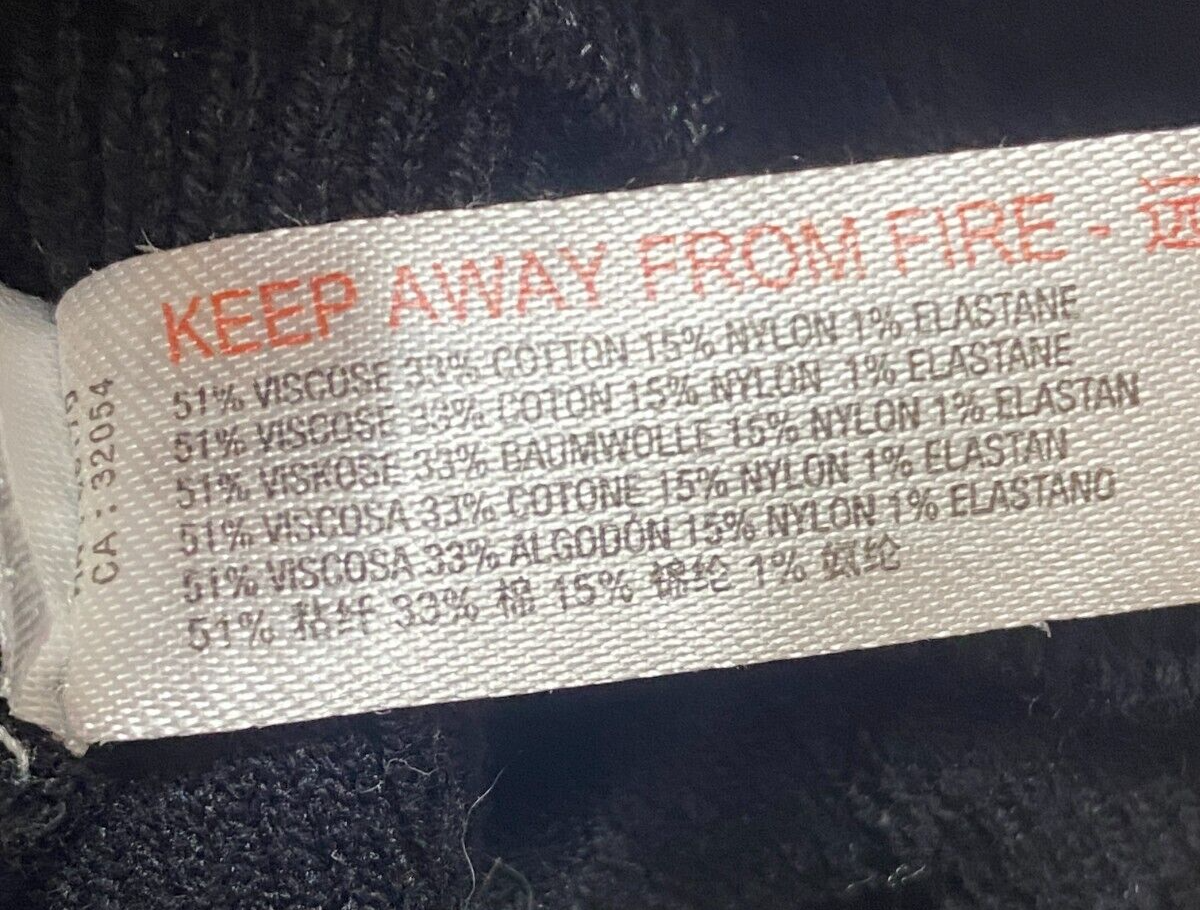 KEEP AWAY FROM FIRE -
51% VISCOSE 33% COTTON 15% NYLON 1% ELASTANE
51% VISCOSE 33% COTON 15% NYLON 1% ELASTANE
51% VISKOSE 33% BAUMWOLLE 15% NYLON 1% ELASTAN
51% VISCOSA 33% COTONE 15% NYLON 1% ELASTAN
51% VISCOSA 33% ALGODÓN 15% NYLON 1% ELASTANO
51% 粘纤 33% 棉 15% 锦纶 1% 氨纶
CA : 32054